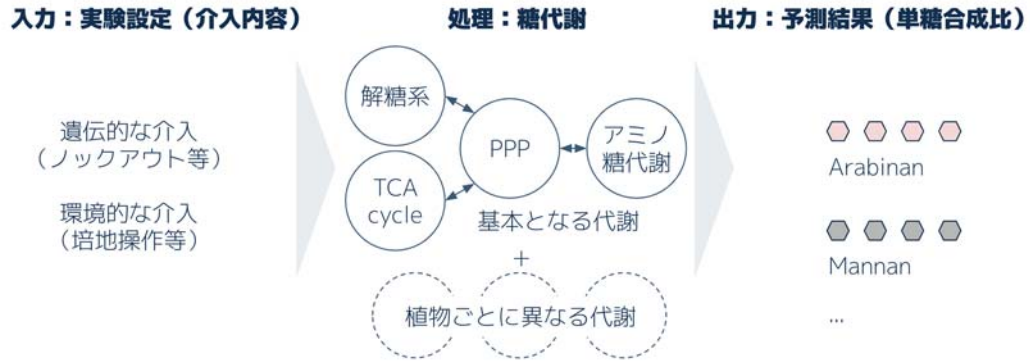 入力：実験設定（介入内容）
処理：糖代謝
出力：予測結果（単糖合成比）
遺伝的な介入
（ノックアウト等）
環境的な介入
（培地操作等）
解糖系
PPP
アミノ
糖代謝
TCA
cycle
基本となる代謝
+
植物ごとに異なる代謝
Arabinan
Mannan
...